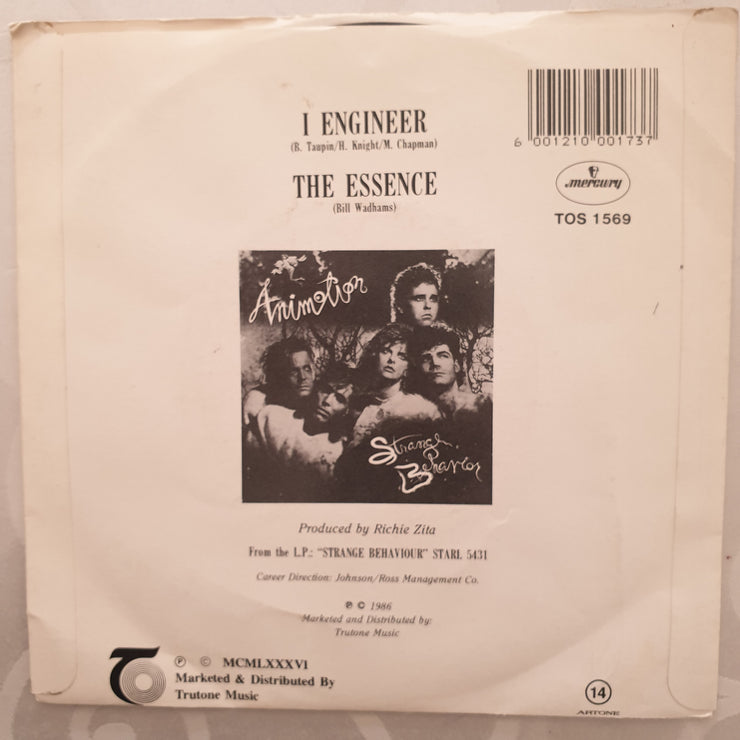 I ENGINEER
(B. Taupin/H. Knight/M. Chapman)
THE ESSENCE
(Bill Wadhams)
6 001210 001737
mercury
TOS 1569
Animotion
Strange
Behavior
Produced by Richie Zita
From the L.P.: "STRANGE BEHAVIOUR" STARL 5431
Career Direction: Johnson/Ross Management Co.
℗ © 1986
Marketed and Distributed by:
Trutone Music
℗ © MCMLXXXVI
Marketed & Distributed By
Trutone Music
14
ARTONE